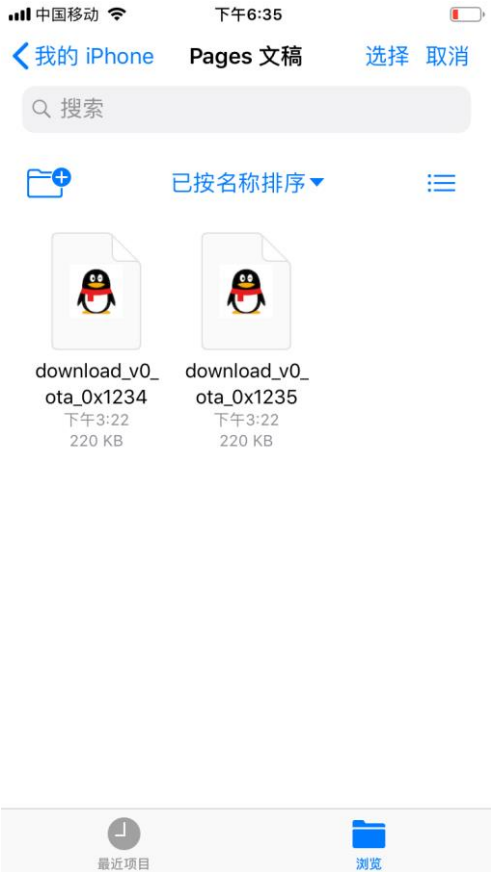 中国移动 下午6:35
我的 iPhone Pages 文稿 选择 取消
搜索
已按名称排序
download_v0_
ota_0x1234
下午3:22
220 KB
download_v0_
ota_0x1235
下午3:22
220 KB
最近项目 浏览